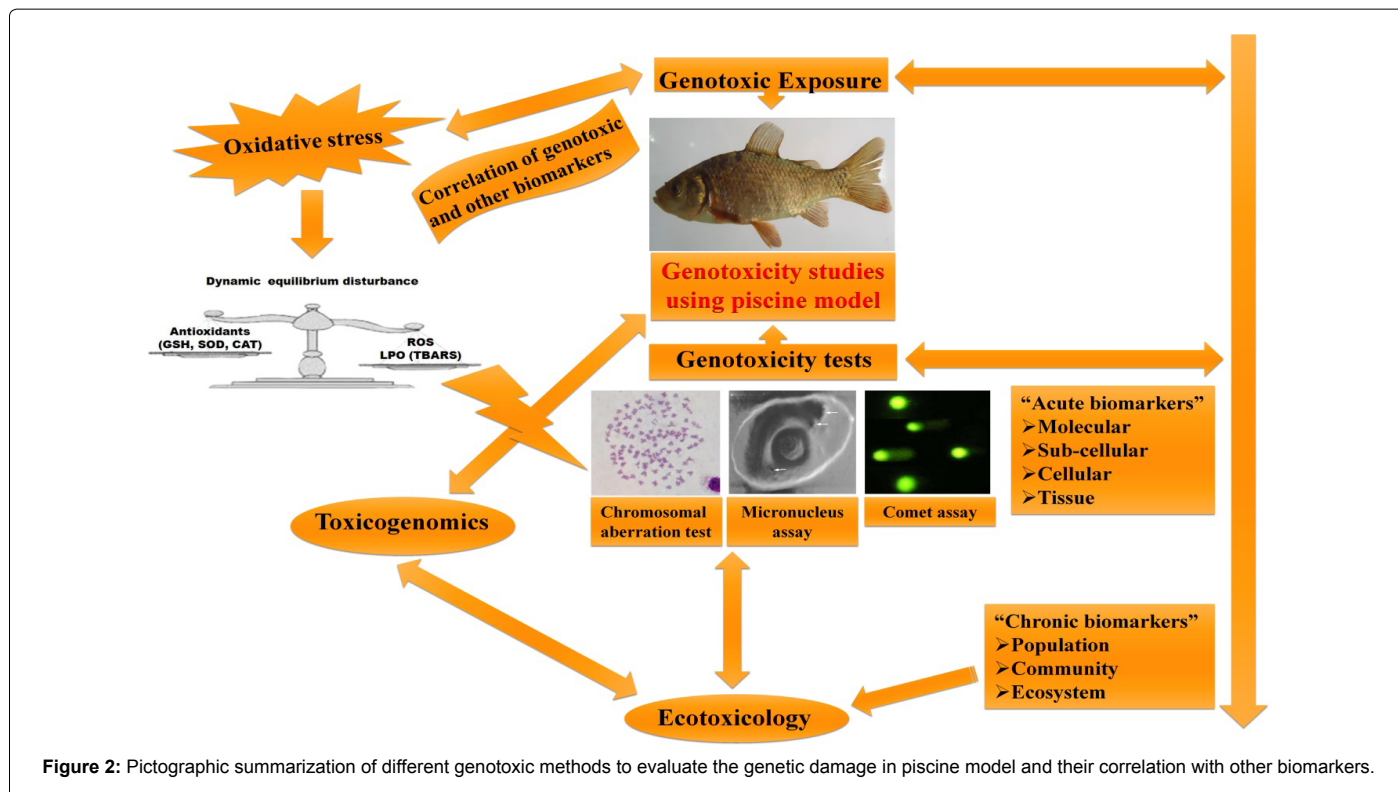 Genotoxic Exposure
Oxidative stress
Correlation of genotoxic
and other biomarkers
Dynamic equilibrium disturbance
Antioxidants
(GSH, SOD, CAT)
ROS
LPO (TBARS)
Genotoxicity studies
using piscine model
Genotoxicity tests
Chromosomal
aberration test
Micronucleus
assay
Comet assay
“Acute biomarkers”
➢Molecular
➢Sub-cellular
➢Cellular
➢Tissue
Toxicogenomics
“Chronic biomarkers”
➢Population
➢Community
➢Ecosystem
Ecotoxicology
Figure 2: Pictographic summarization of different genotoxic methods to evaluate the genetic damage in piscine model and their correlation with other biomarkers.